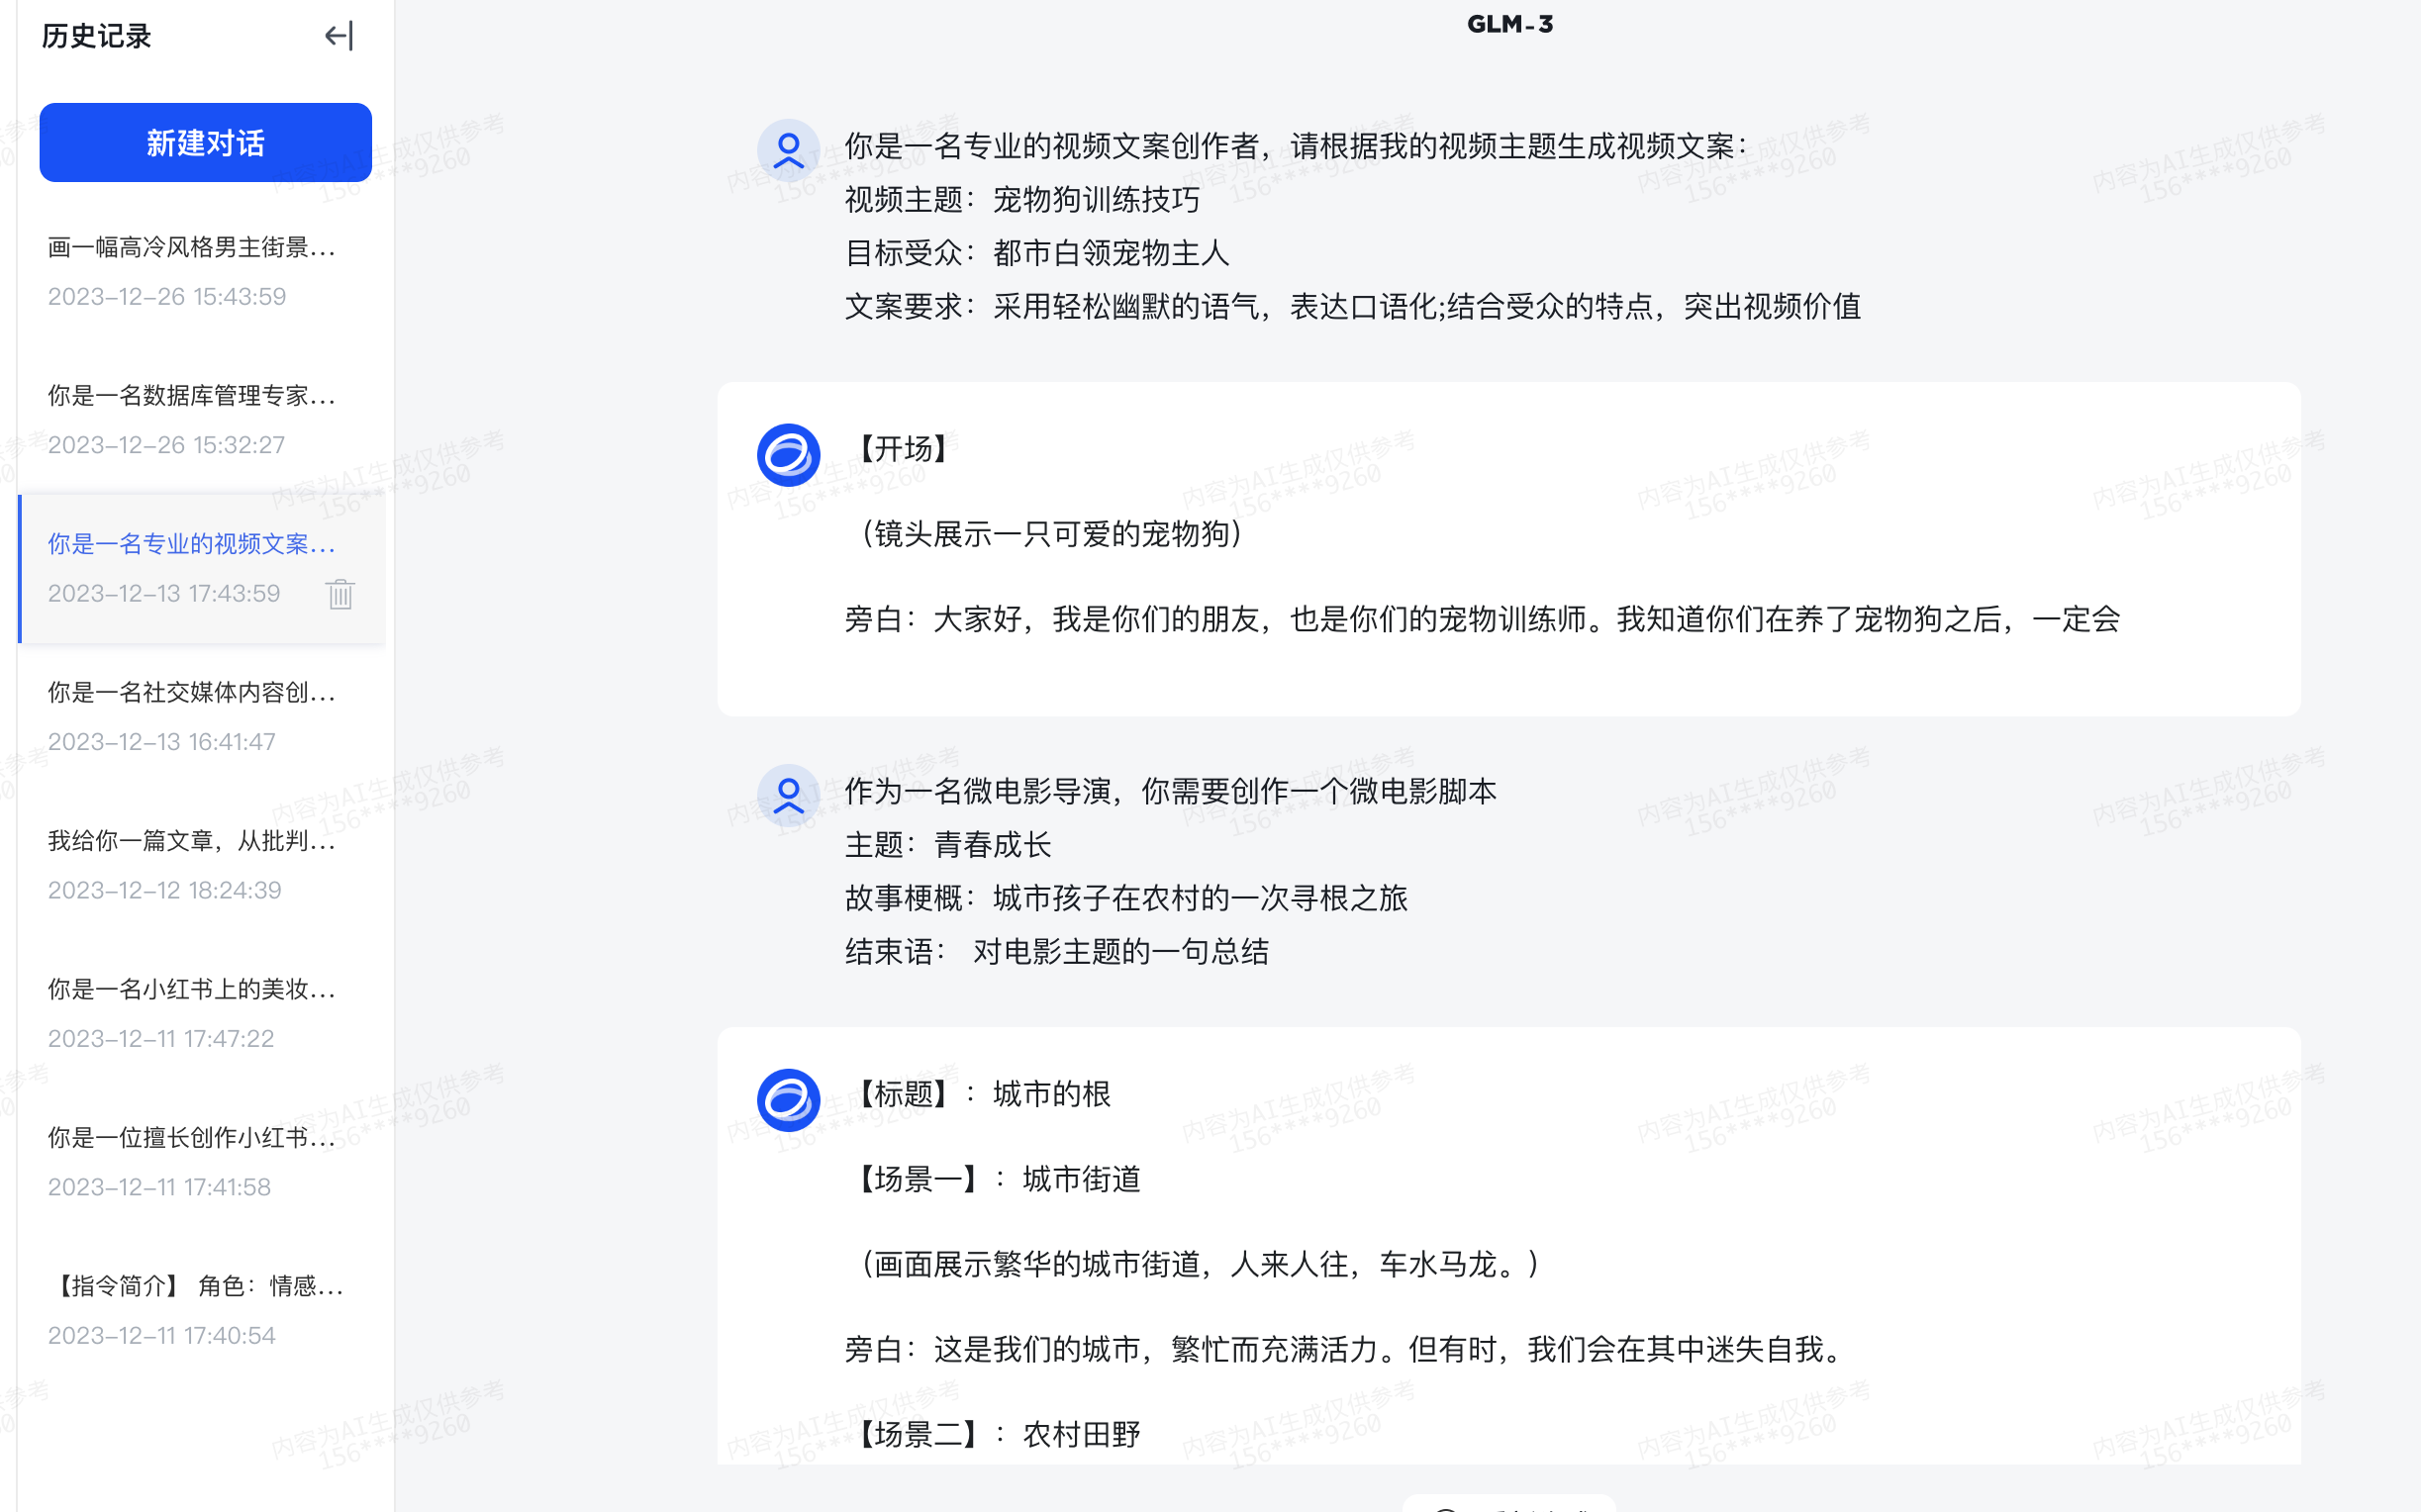 历史记录
新建对话
画一幅高冷风格男主街景...
2023-12-26 15:43:59
你是一名数据库管理专家...
2023-12-26 15:32:27
你是一名专业的视频文案...
2023-12-13 17:43:59
你是一名社交媒体内容创...
2023-12-13 16:41:47
我给你一篇文章，从批判...
2023-12-12 18:24:39
你是一名小红书上的美妆...
2023-12-11 17:47:22
你是一位擅长创作小红书...
2023-12-11 17:41:58
【指令简介】 角色：情感...
2023-12-11 17:40:54
GLM-3
你是一名专业的视频文案创作者，请根据我的视频主题生成视频文案：
视频主题：宠物狗训练技巧
目标受众：都市白领宠物主人
文案要求：采用轻松幽默的语气，表达口语化;结合受众的特点，突出视频价值
【开场】
（镜头展示一只可爱的宠物狗）
旁白：大家好，我是你们的朋友，也是你们的宠物训练师。我知道你们在养了宠物狗之后，一定会
作为一名微电影导演，你需要创作一个微电影脚本
主题：青春成长
故事梗概：城市孩子在农村的一次寻根之旅
结束语： 对电影主题的一句总结
【标题】：城市的根
【场景一】：城市街道
（画面展示繁华的城市街道，人来人往，车水马龙。）
旁白：这是我们的城市，繁忙而充满活力。但有时，我们会在其中迷失自我。
【场景二】：农村田野
内容为AI生成仅供参考
156****9260